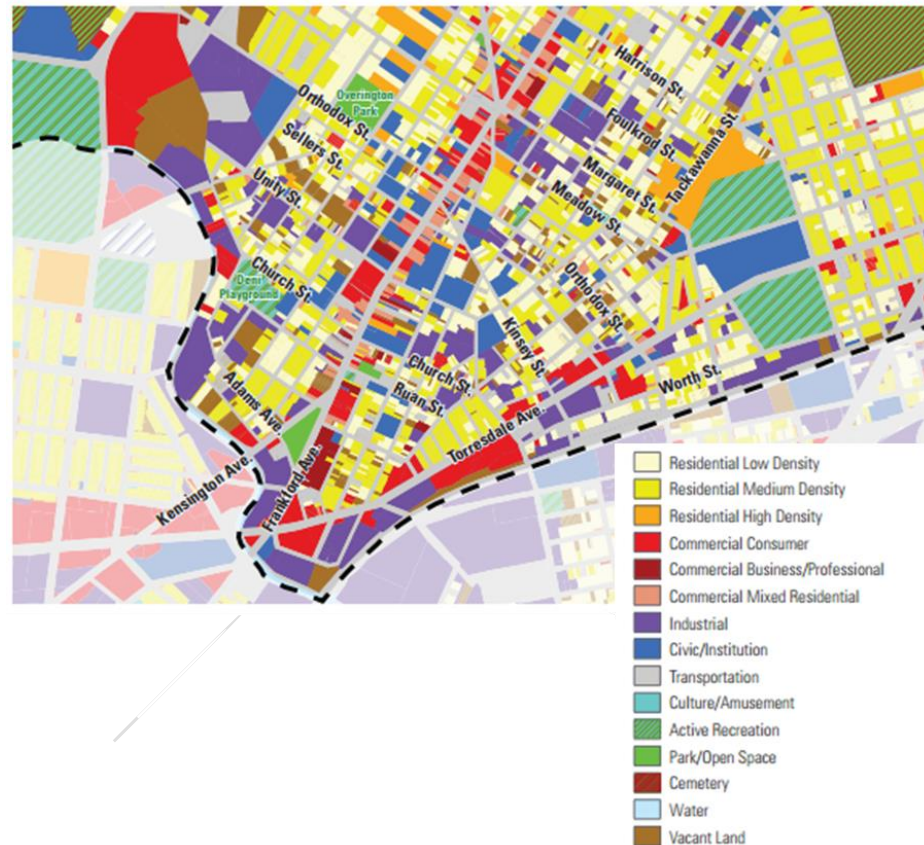 Harrison St.
Overington
Park
Orthodox St.
Foulkrod St.
Sellers St.
Tackawanna St.
Margaret St.
Unity St.
Meadow St.
Church St.
Orthodox St.
Deni
Playground
Kinsey St.
Church St.
Worth St.
Adams Ave.
Ruan St.
Torresdale Ave.
Kensington Ave.
Frankford Ave.
Residential Low Density
Residential Medium Density
Residential High Density
Commercial Consumer
Commercial Business/Professional
Commercial Mixed Residential
Industrial
Civic/Institution
Transportation
Culture/Amusement
Active Recreation
Park/Open Space
Cemetery
Water
Vacant Land